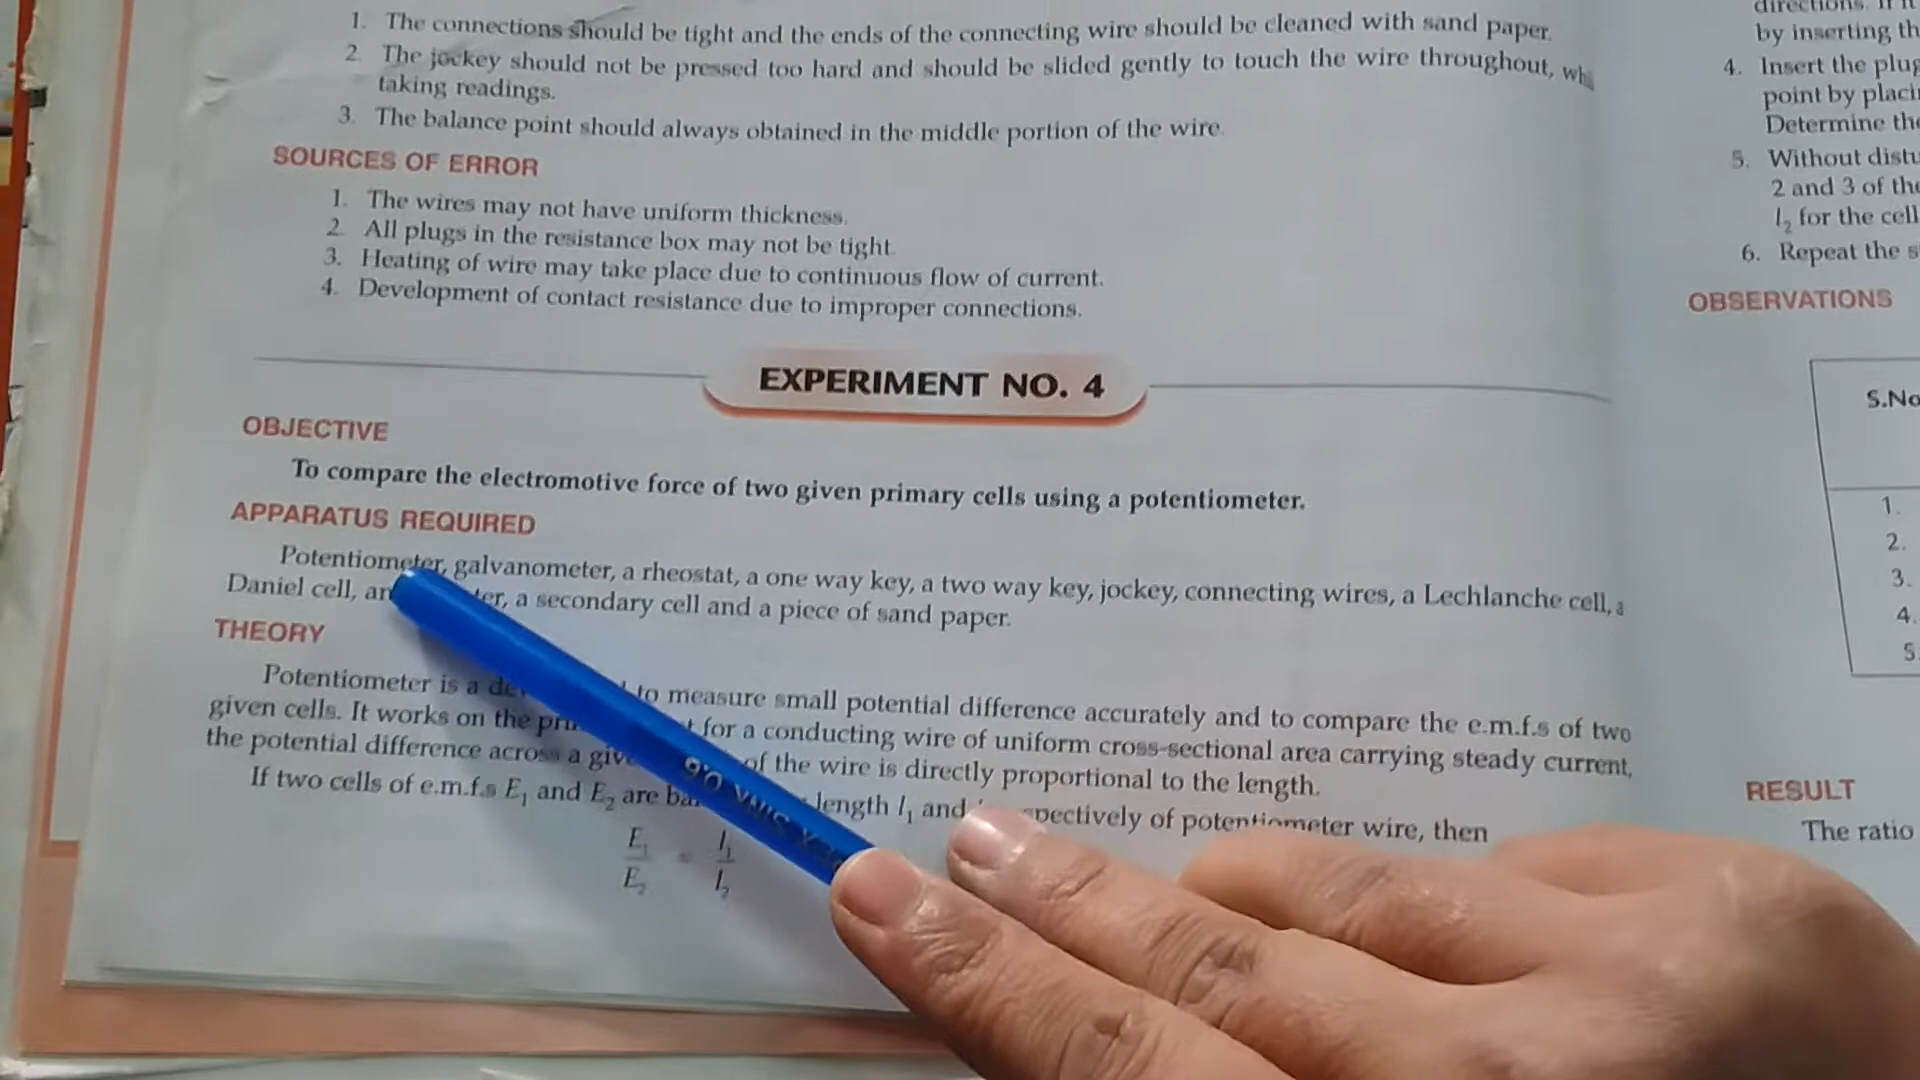 1. The connections should be tight and the ends of the connecting wire should be cleaned with sand paper.
2. The jockey should not be pressed too hard and should be slided gently to touch the wire throughout,
taking readings.
3. The balance point should always obtained in the middle portion of the wire.
SOURCES OF ERROR
1. The wires may not have uniform thickness.
2. All plugs in the resistance box may not be tight.
3. Heating of wire may take place due to continuous flow of current.
4. Development of contact resistance due to improper connections.
EXPERIMENT NO. 4
OBJECTIVE
To compare the electromotive force of two given primary cells using a potentiometer.
APPARATUS REQUIRED
Potentiometer, galvanometer, a rheostat, a one way key, a two way key, jockey, connecting wires, a Lechlanche cell, a
Daniel cell, a secondary cell and a piece of sand paper.
THEORY
Potentiometer is a to measure small potential difference accurately and to compare the e.m.f.s of two
given cells. It works on the for a conducting wire of uniform cross-sectional area carrying steady current,
the potential difference across a of the wire is directly proportional to the length.
If two cells of e.m.f.s E₁ and E₂ are length l₁ and of potentiometer wire, then
E₁ = l₁
E₂ l₂
by inserting
4. Insert the
point by
Determine
5. Without
2 and 3 of
l₂ for the cell
6. Repeat the
OBSERVATIONS
S.No
1.
2.
3.
4.
5.
RESULT
The ratio
0.6